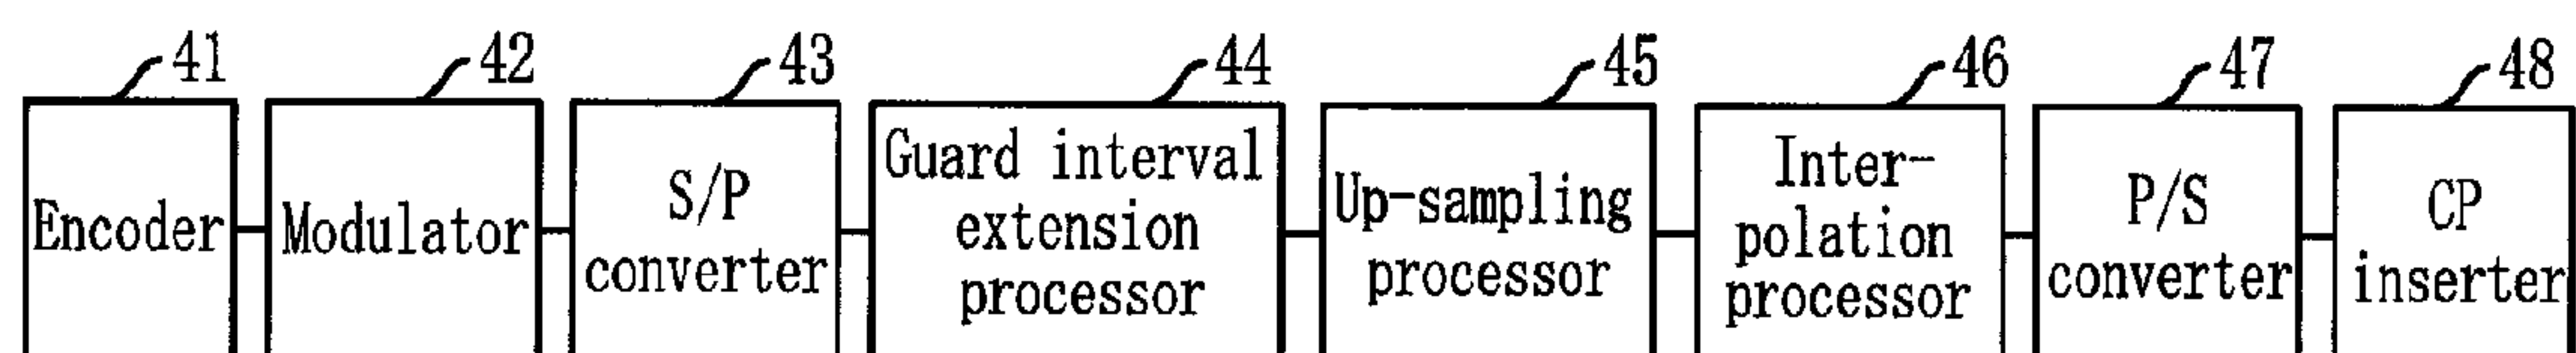 41
42
43
44
45
46
47
48
Encoder
Modulator
S/P
converter
Guard interval
extension
processor
Up-sampling
processor
Inter-
polation
processor
P/S
converter
CP
inserter